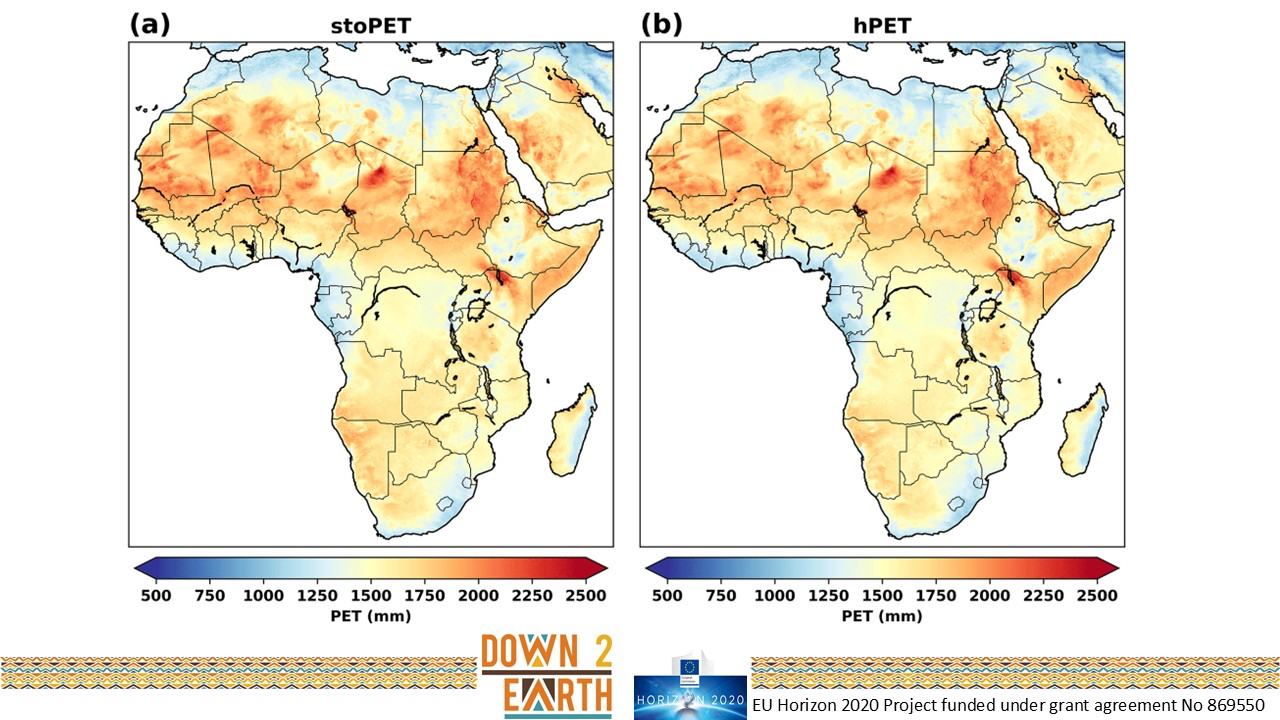 (a)
stoPET
(b)
hPET
500 750 1000 1250 1500 1750 2000 2250 2500
PET (mm)
500 750 1000 1250 1500 1750 2000 2250 2500
PET (mm)
DOWN 2
EARTH
European
Commission
HORIZON 2020
EU Horizon 2020 Project funded under grant agreement No 869550